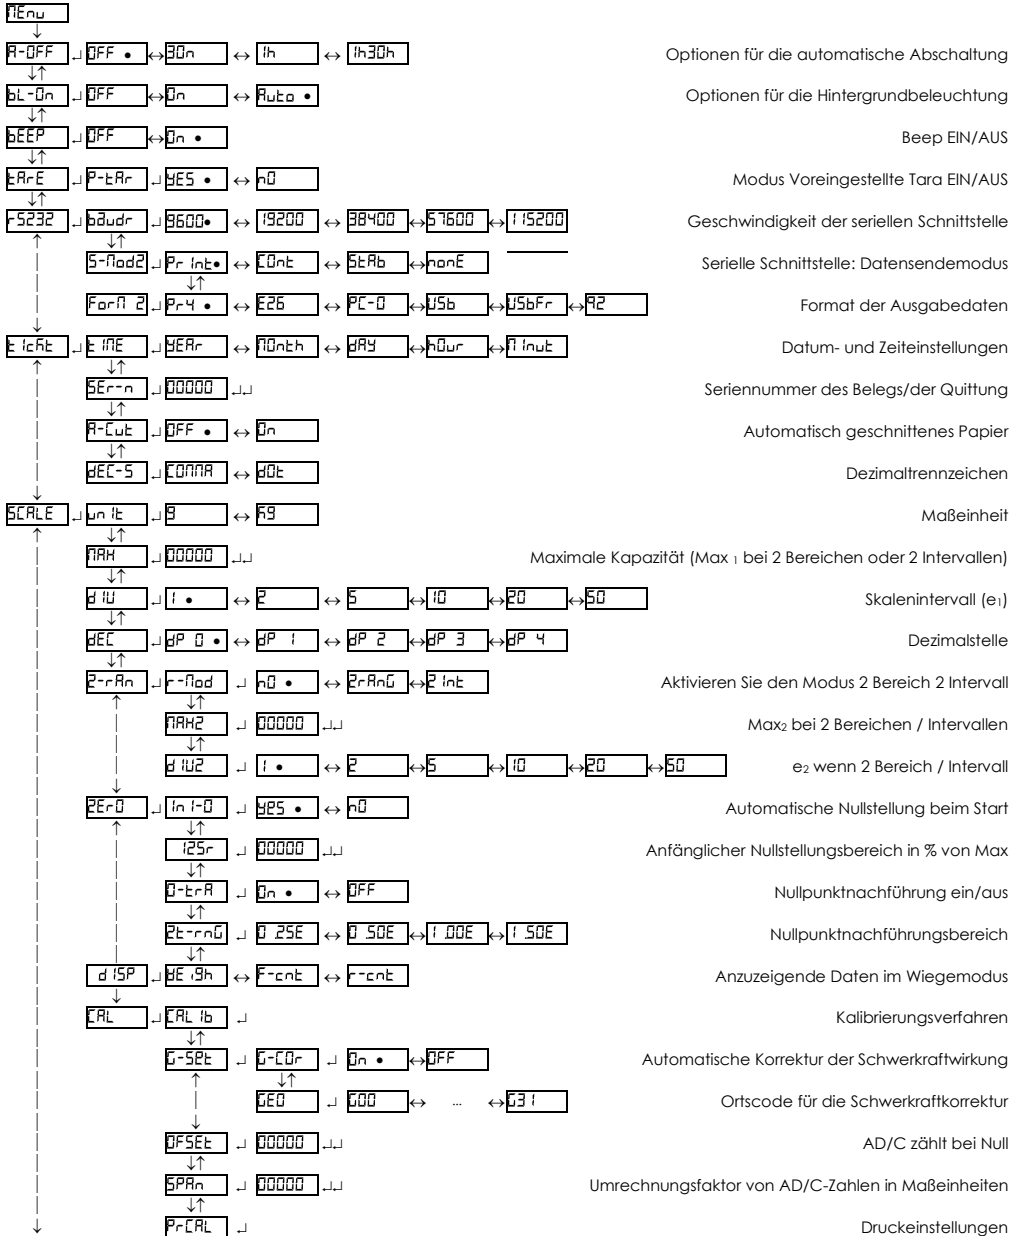 MEnu
↓
A-OFF ↵ OFF • ↔ 30n ↔ 1h ↔ 1h30h Optionen für die automatische Abschaltung
↓↑
bL-On ↵ OFF ↔ On ↔ Auto • Optionen für die Hintergrundbeleuchtung
↓↑
bEEP ↵ OFF ↔ On • Beep EIN/AUS
↓↑
tArE ↵ P-tAr ↵ YES • ↔ nO Modus Voreingestellte Tara EIN/AUS
↓↑
rS232 ↵ bAudr ↵ 9600• ↔ 19200 ↔ 38400 ↔ 57600 ↔ 115200 Geschwindigkeit der seriellen Schnittstelle
↑ ↓↑
S-Mod2 ↵ PrInt• ↔ COnt ↔ StAb ↔ nonE Serielle Schnittstelle: Datensendemodus
↓↑
ForM 2 ↵ Pr4 • ↔ E26 ↔ PC-O ↔ USb ↔ USbFr ↔ 92 Format der Ausgabedaten
↓
tIcKt ↵ tIME ↵ YEAr ↔ MOnth ↔ dAY ↔ hOur ↔ MInut Datum- und Zeiteinstellungen
↑ ↓↑
SEr-n ↵ 00000 ↵↵ Seriennummer des Belegs/der Quittung
↓↑
A-Cut ↵ OFF • ↔ On Automatisch geschnittenes Papier
↓↑
dEC-S ↵ COMMA ↔ dOt Dezimaltrennzeichen
↓
SCALE ↵ unIt ↵ g ↔ kg Maßeinheit
↑ ↓↑
MAX ↵ 00000 ↵↵ Maximale Kapazität (Max 1 bei 2 Bereichen oder 2 Intervallen)
↓↑
dIU ↵ 1 • ↔ 2 ↔ 5 ↔ 10 ↔ 20 ↔ 50 Skalenintervall (e1)
↓↑
dEC ↵ dP 0 • ↔ dP 1 ↔ dP 2 ↔ dP 3 ↔ dP 4 Dezimalstelle
↓↑
2-rAn ↵ r-Mod ↵ nO • ↔ 2rAnG ↔ 2Int Aktivieren Sie den Modus 2 Bereich 2 Intervall
↑ ↓↑
MAX2 ↵ 00000 ↵↵ Max2 bei 2 Bereichen / Intervallen
↓↑
dIU2 ↵ 1 • ↔ 2 ↔ 5 ↔ 10 ↔ 20 ↔ 50 e2 wenn 2 Bereich / Intervall
↓
ZErO ↵ InI-0 ↵ YES • ↔ nO Automatische Nullstellung beim Start
↑ ↓↑
IZSr ↵ 00000 ↵↵ Anfänglicher Nullstellungsbereich in % von Max
↓↑
0-trA ↵ On • ↔ OFF Nullpunktnachführung ein/aus
↓↑
Zt-rnG ↵ 0.25E ↔ 0.50E ↔ 1.00E ↔ 1.50E Nullpunktnachführungsbereich
↓↑
dISP ↵ WEigh ↔ F-cnt ↔ r-cnt Anzuzeigende Daten im Wiegemodus
↓
CAL ↵ CALIb ↵ Kalibrierungsverfahren
↓↑
G-SEt ↵ G-COr ↵ On • ↔ OFF Automatische Korrektur der Schwerkraftwirkung
↑ ↓↑
GEO ↵ G00 ↔ ... ↔ G31 Ortscode für die Schwerkraftkorrektur
↓
OFSEt ↵ 00000 ↵↵ AD/C zählt bei Null
↓↑
SPAn ↵ 00000 ↵↵ Umrechnungsfaktor von AD/C-Zahlen in Maßeinheiten
↓↑
↓ PrCAL ↵ Druckeinstellungen